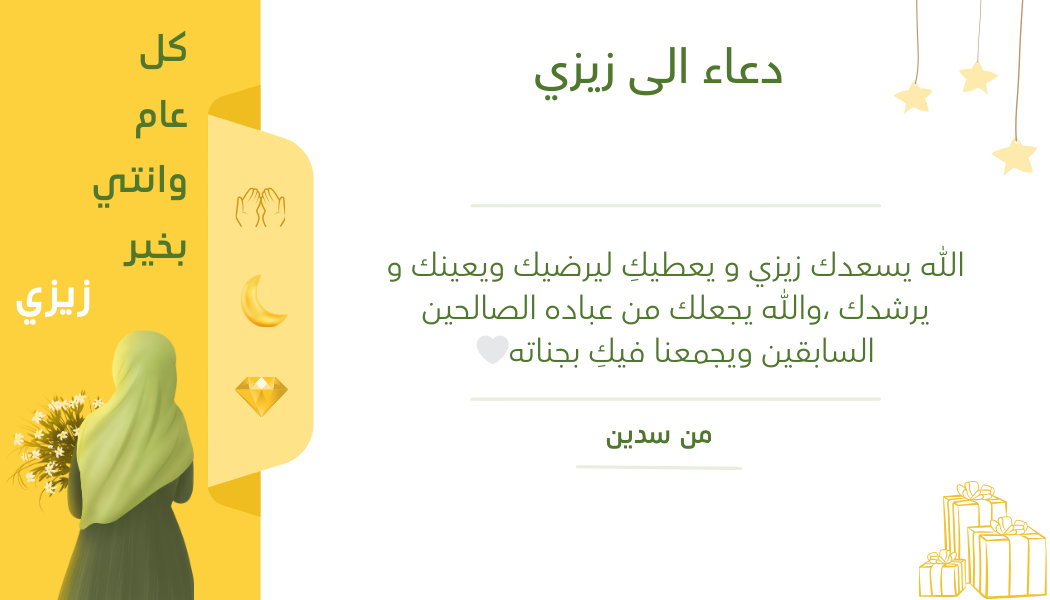 كل
عام
وانتي
بخير
زيزي
دعاء الى زيزي
الله يسعدك زيزي و يعطيكِ ليرضيك ويعينك و
يرشدك ،والله يجعلك من عباده الصالحين
السابقين ويجمعنا فيكِ بجناته🤍
من سدين